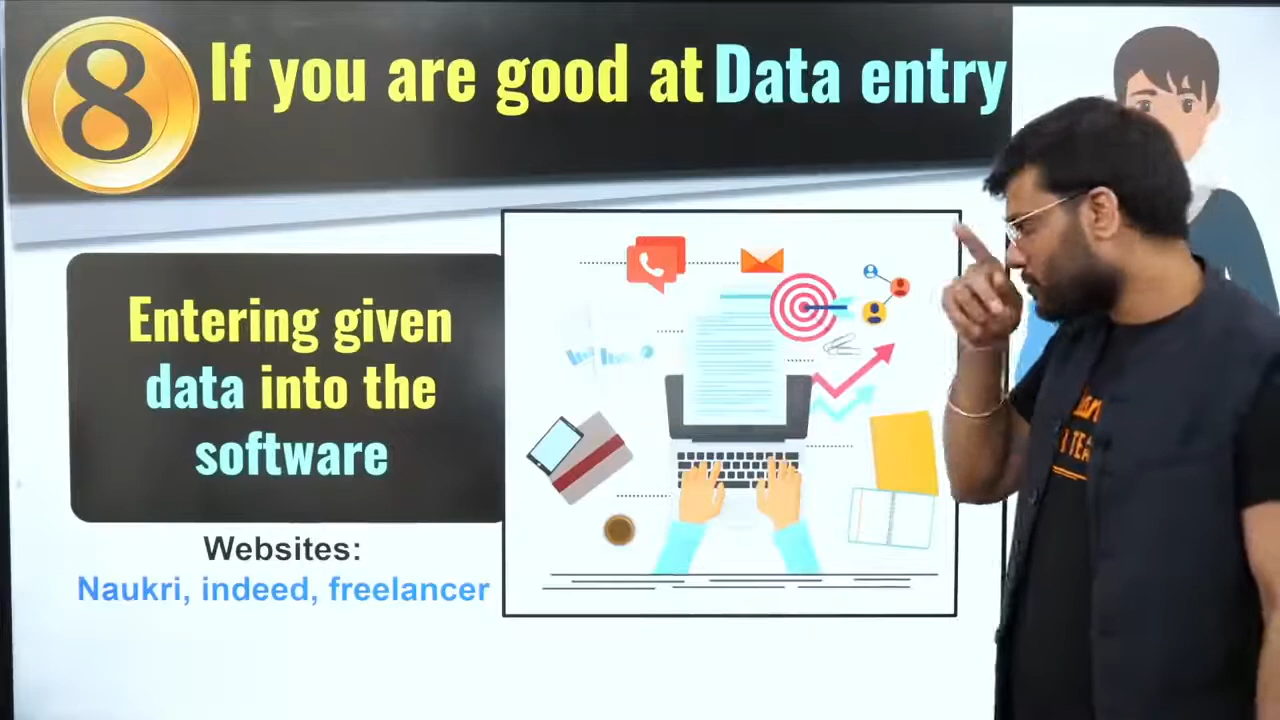 8
If you are good at Data entry
Entering given
data into the
software
Websites:
Naukri, indeed, freelancer